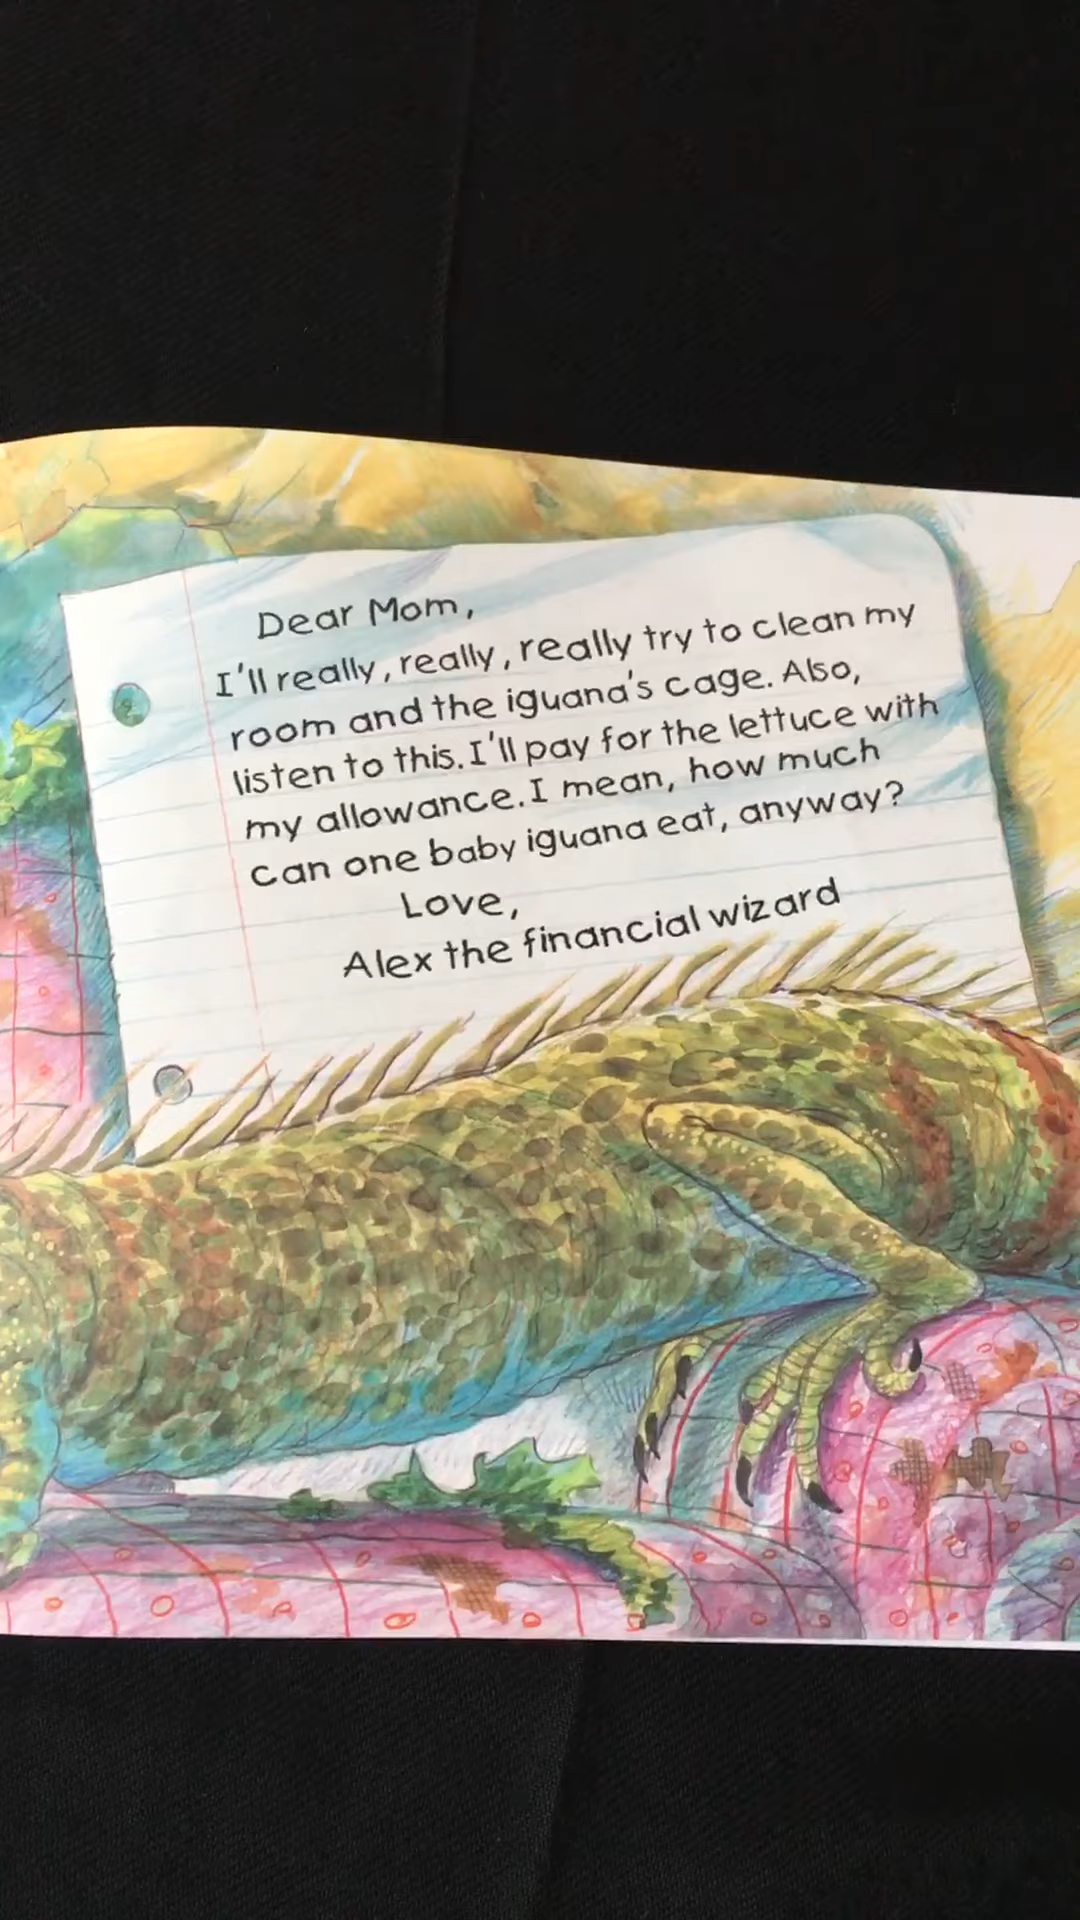 Dear Mom,
I'll really, really, really try to clean my
room and the iguana's cage. Also,
listen to this. I'll pay for the lettuce with
my allowance. I mean, how much
can one baby iguana eat, anyway?
Love,
Alex the financial wizard